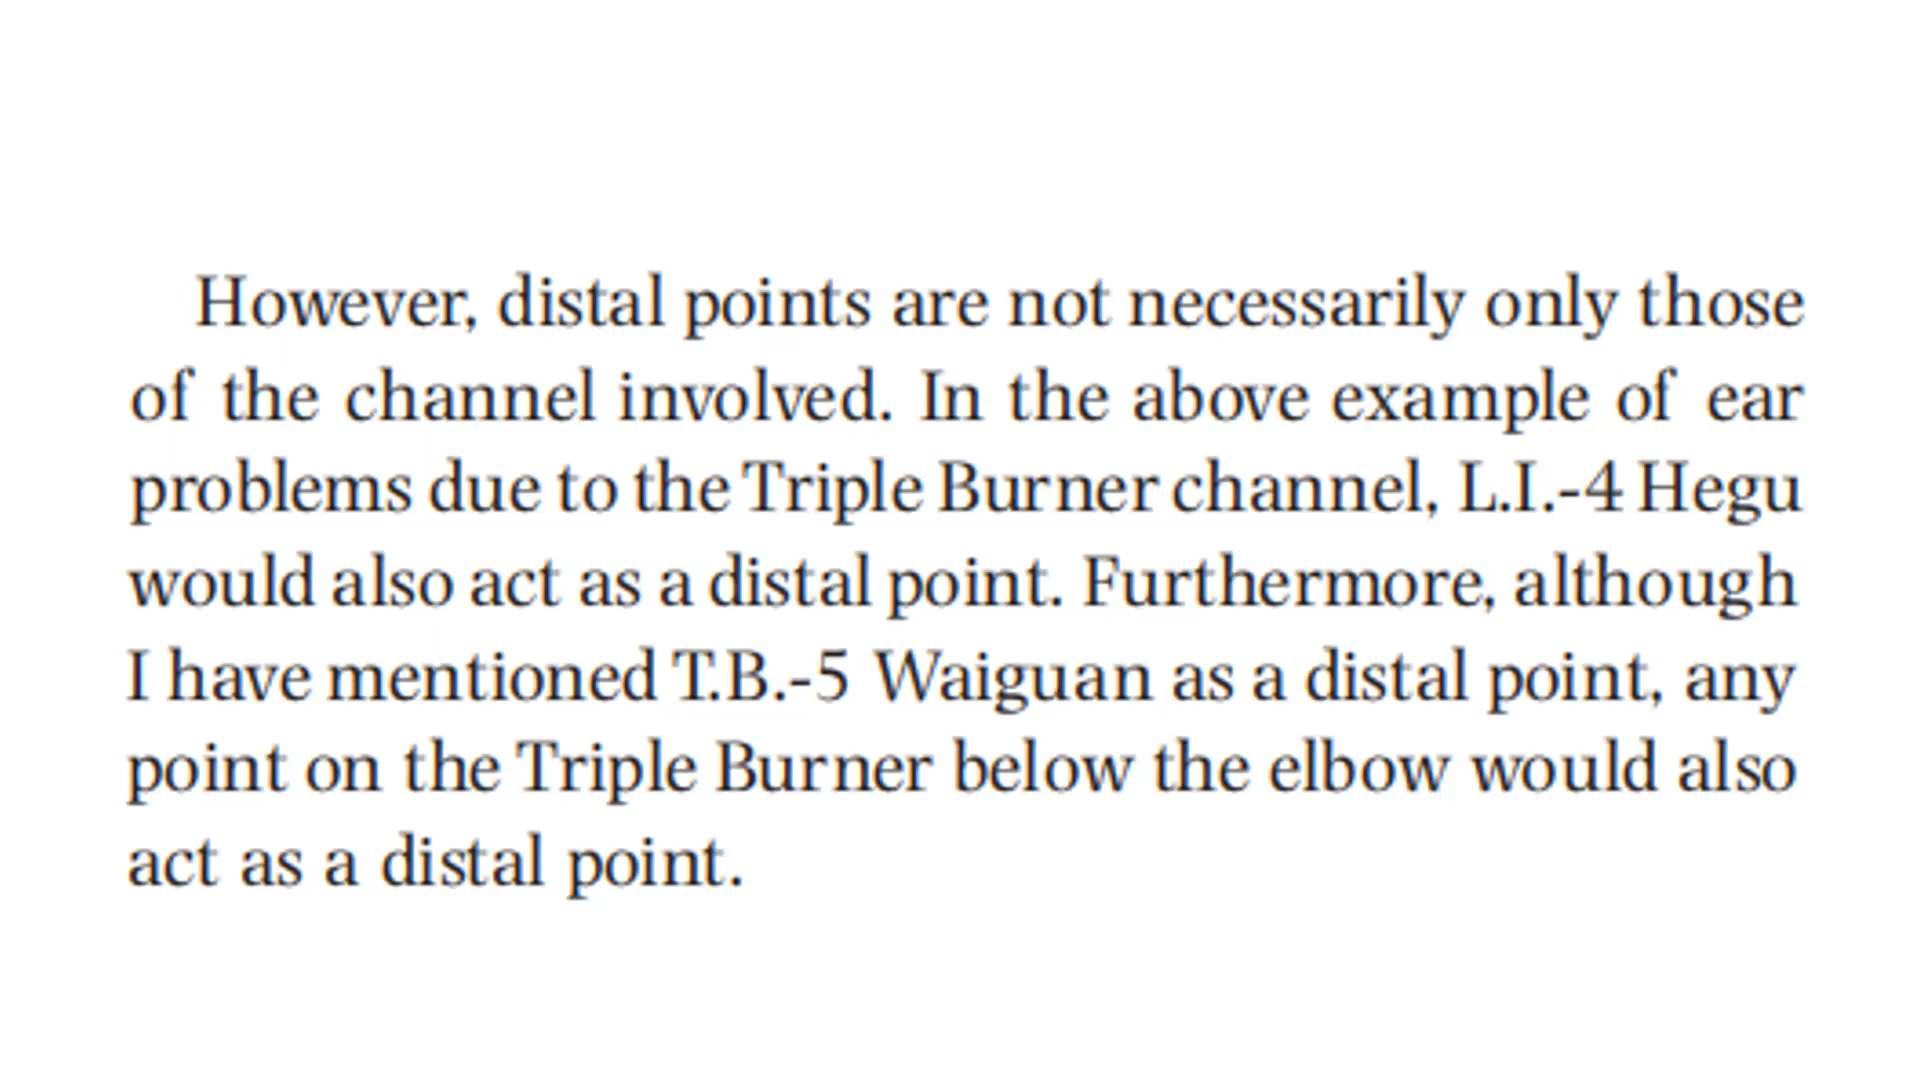 However, distal points are not necessarily only those
of the channel involved. In the above example of ear
problems due to the Triple Burner channel, L.I.-4 Hegu
would also act as a distal point. Furthermore, although
I have mentioned T.B.-5 Waiguan as a distal point, any
point on the Triple Burner below the elbow would also
act as a distal point.